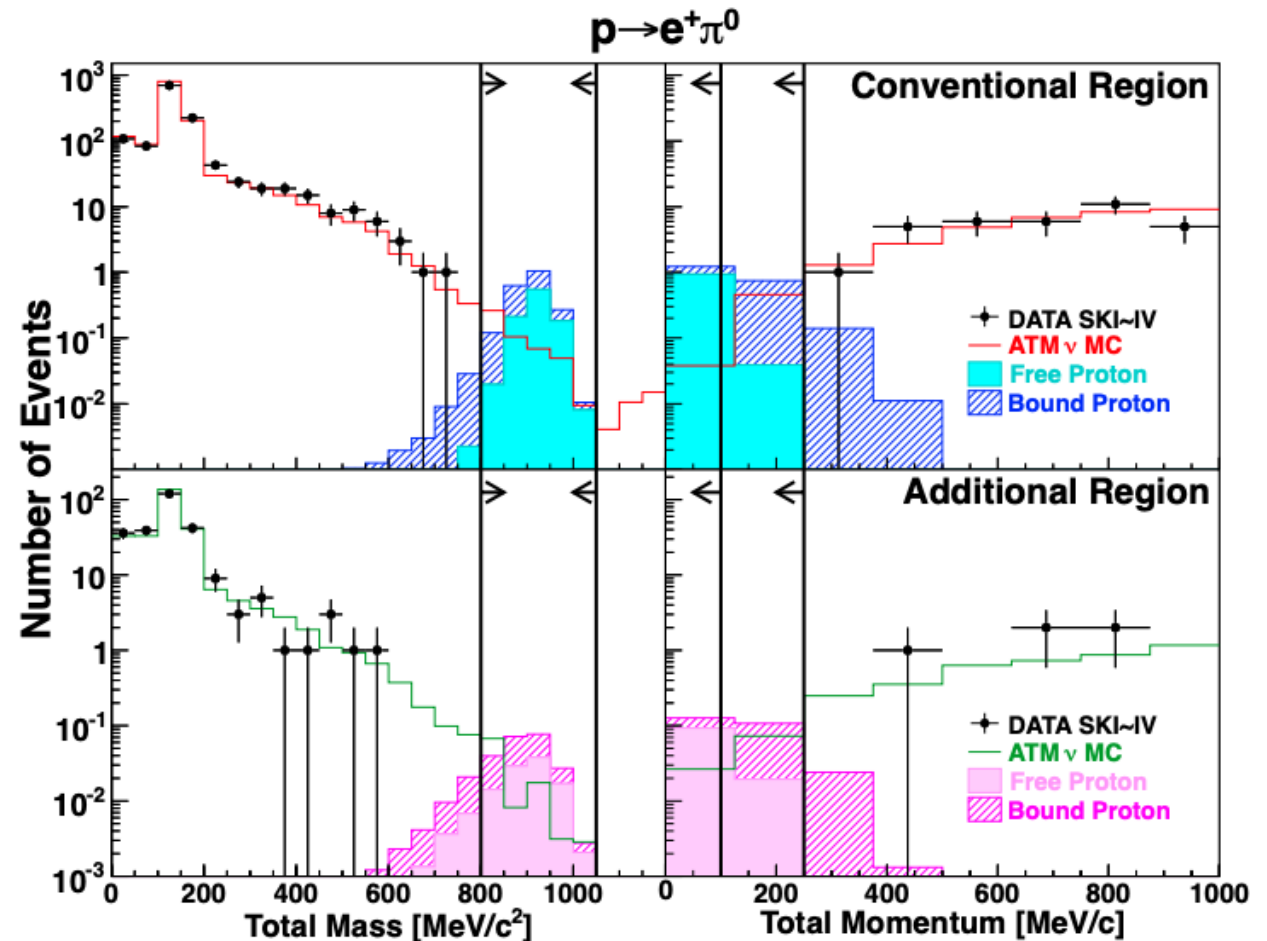 p→e⁺π⁰
Number of Events
Conventional Region
10³
10²
10
1
10⁻¹
10⁻²
DATA SKI~IV
ATM ν MC
Free Proton
Bound Proton
Additional Region
10²
10
1
10⁻¹
10⁻²
10⁻³
DATA SKI~IV
ATM ν MC
Free Proton
Bound Proton
0 200 400 600 800 1000
0 200 400 600 800 1000
Total Mass [MeV/c²]
Total Momentum [MeV/c]